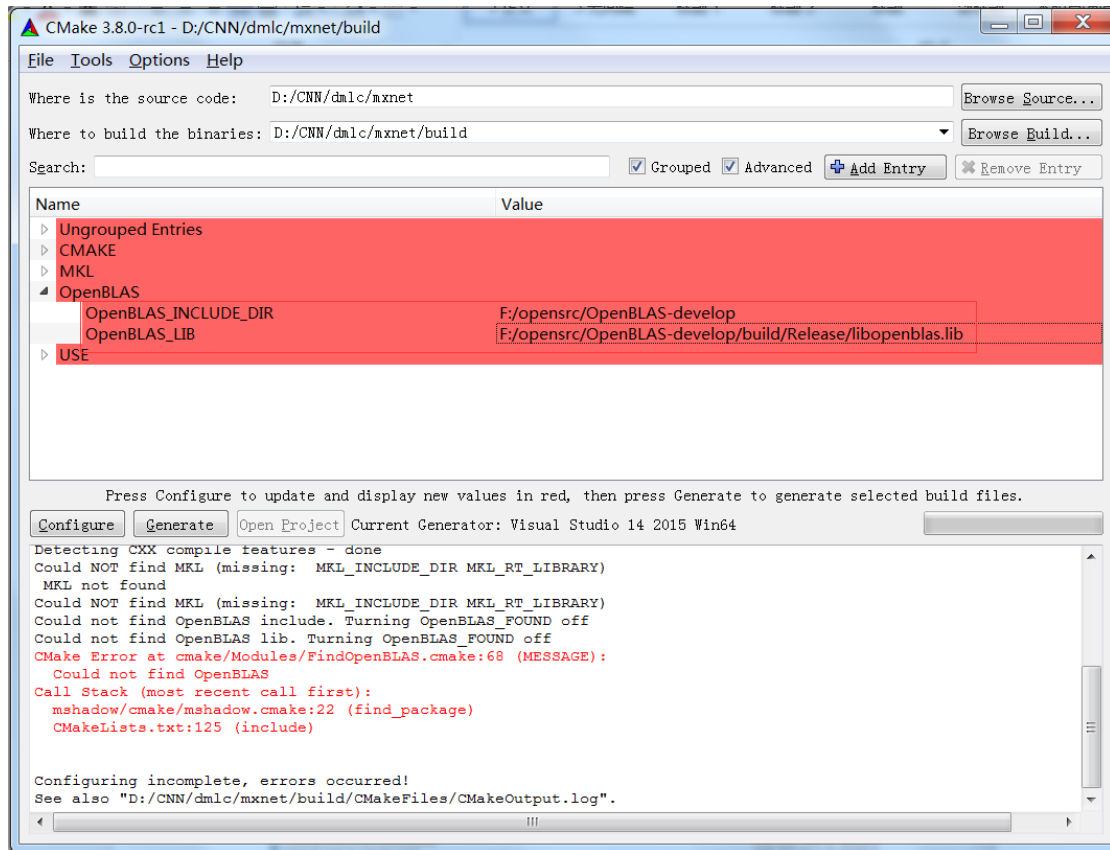 CMake 3.8.0-rc1 - D:/CNN/dmlc/mxnet/build
File Tools Options Help
Where is the source code: D:/CNN/dmlc/mxnet Browse Source...
Where to build the binaries: D:/CNN/dmlc/mxnet/build Browse Build...
Search: Grouped Advanced Add Entry Remove Entry
Name Value
Ungrouped Entries
CMAKE
MKL
OpenBLAS
OpenBLAS_INCLUDE_DIR F:/opensrc/OpenBLAS-develop
OpenBLAS_LIB F:/opensrc/OpenBLAS-develop/build/Release/libopenblas.lib
USE
Press Configure to update and display new values in red, then press Generate to generate selected build files.
Configure Generate Open Project Current Generator: Visual Studio 14 2015 Win64
Detecting CXX compile features - done
Could NOT find MKL (missing:  MKL_INCLUDE_DIR MKL_RT_LIBRARY)
MKL not found
Could NOT find MKL (missing:  MKL_INCLUDE_DIR MKL_RT_LIBRARY)
Could not find OpenBLAS include. Turning OpenBLAS_FOUND off
Could not find OpenBLAS lib. Turning OpenBLAS_FOUND off
CMake Error at cmake/Modules/FindOpenBLAS.cmake:68 (MESSAGE):
Could not find OpenBLAS
Call Stack (most recent call first):
mshadow/cmake/mshadow.cmake:22 (find_package)
CMakeLists.txt:125 (include)
Configuring incomplete, errors occurred!
See also "D:/CNN/dmlc/mxnet/build/CMakeFiles/CMakeOutput.log".